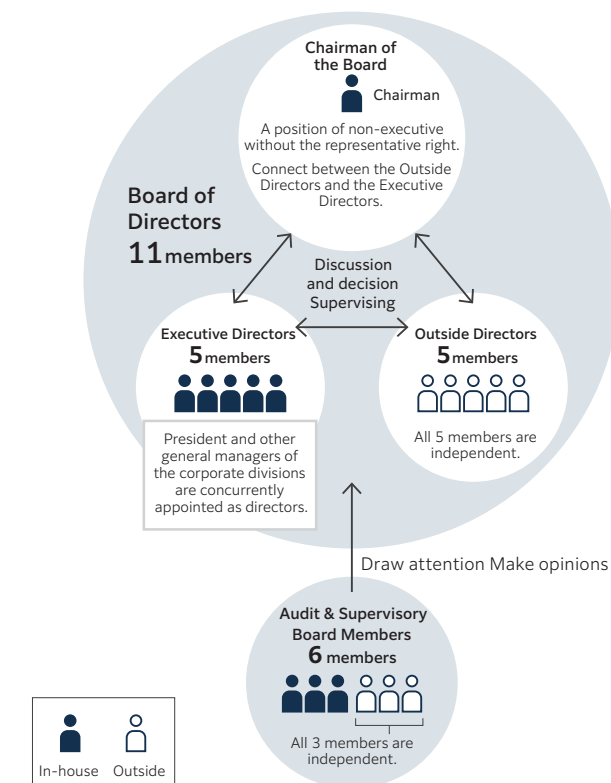 Chairman of
the Board
Chairman
A position of non-executive
without the representative right.
Connect between the Outside
Directors and the Executive
Directors.
Board of
Directors
11 members
Discussion
and decision
Supervising
Executive Directors
5 members
Outside Directors
5 members
President and other
general managers of
the corporate divisions
are concurrently
appointed as directors.
All 5 members are
independent.
Draw attention Make opinions
Audit & Supervisory
Board Members
6 members
All 3 members are
independent.
In-house Outside